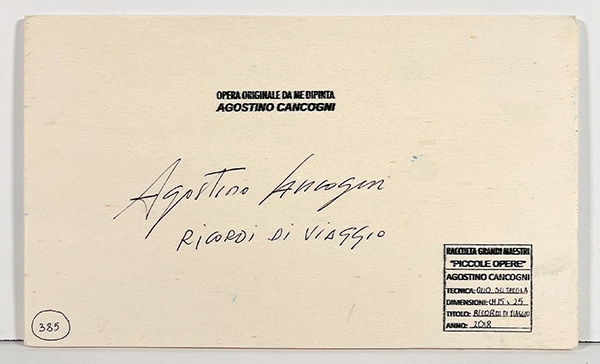 OPERA ORIGINALE DA ME DIPINTA
AGOSTINO CANCOGNI
Agostino Cancogni
RICORDI DI VIAGGIO
RACCOLTA GRANDI MAESTRI
"PICCOLE OPERE"
AGOSTINO CANCOGNI
TECNICA: OLIO SU TAVOLA
DIMENSIONI: CM 15 x 25
TITOLO: RICORDI DI VIAGGIO
ANNO: 2018
385